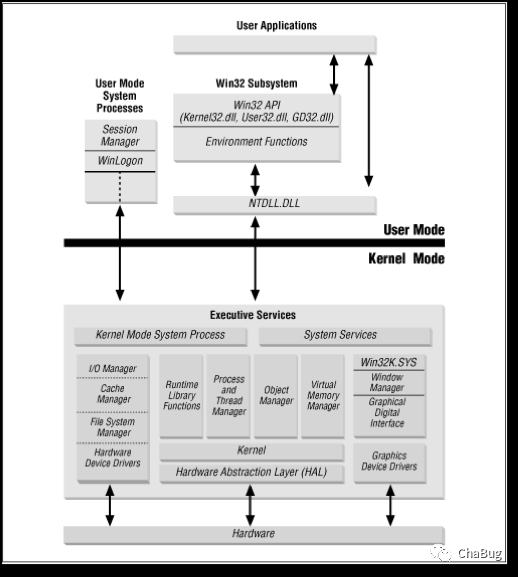 User Applications
User Mode
System
Processes
Session
Manager
WinLogon
Win32 Subsystem
Win32 API
(Kernel32.dll, User32.dll, GD32.dll)
Environment Functions
NTDLL.DLL
User Mode
Kernel Mode
Executive Services
Kernel Mode System Process
System Services
I/O Manager
Cache
Manager
File System
Manager
Hardware
Device Drivers
Runtime
Library
Functions
Process
and
Thread
Manager
Object
Manager
Virtual
Memory
Manager
Win32K.SYS
Window
Manager
Graphical
Digital
Interface
Kernel
Hardware Abstraction Layer (HAL)
Graphics
Device Drivers
Hardware
ChaBug